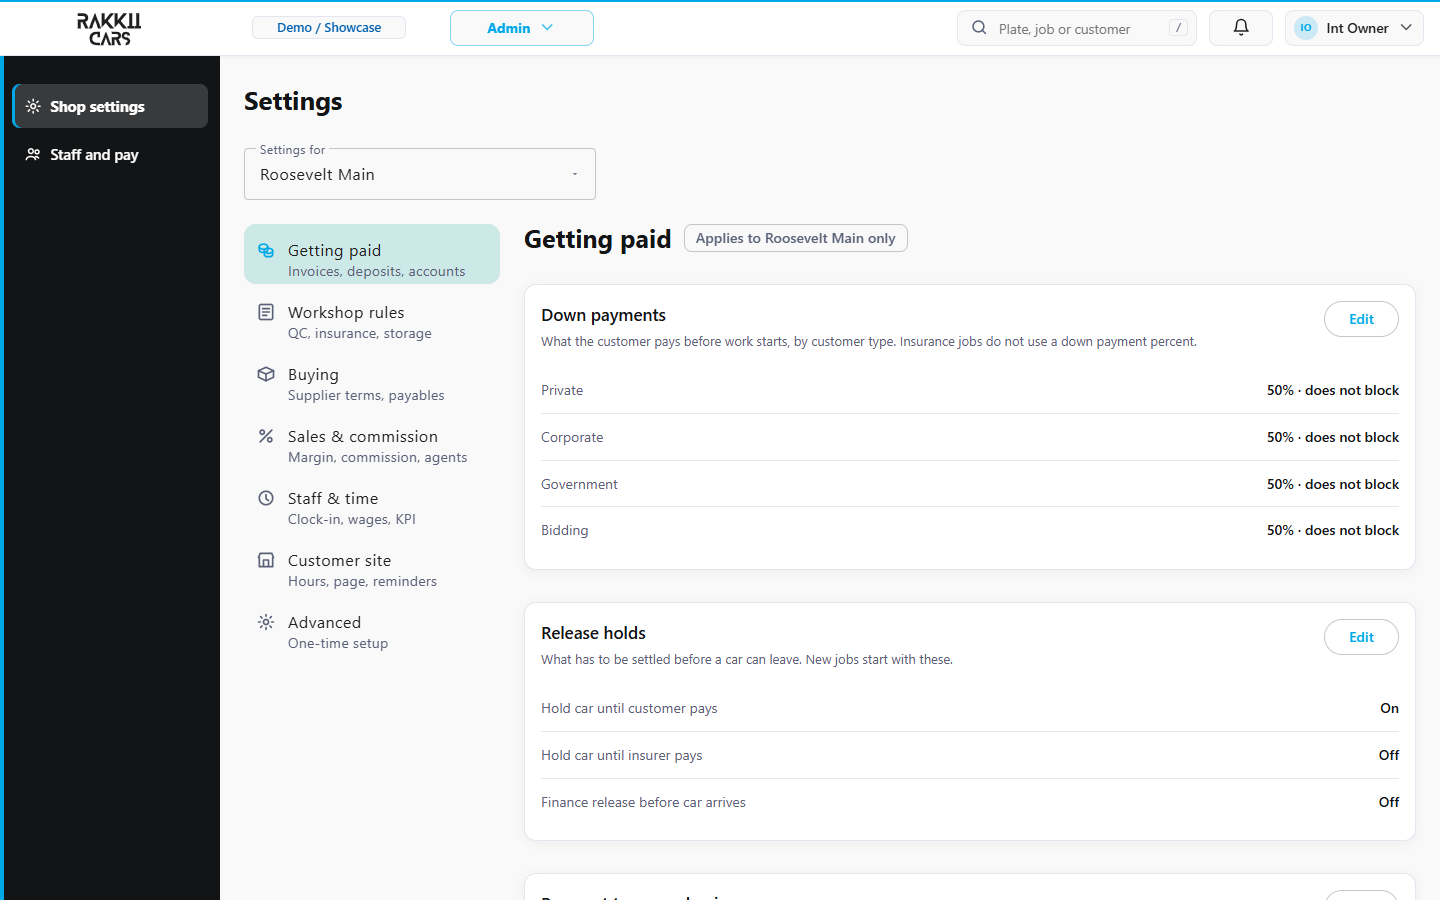 RAKKII
CARS
Demo / Showcase
Admin
Plate, job or customer
/
IO
Int Owner
Shop settings
Staff and pay
Settings
Settings for
Roosevelt Main
Getting paid
Invoices, deposits, accounts
Workshop rules
QC, insurance, storage
Buying
Supplier terms, payables
Sales & commission
Margin, commission, agents
Staff & time
Clock-in, wages, KPI
Customer site
Hours, page, reminders
Advanced
One-time setup
Getting paid
Applies to Roosevelt Main only
Down payments
Edit
What the customer pays before work starts, by customer type. Insurance jobs do not use a down payment percent.
Private
50% · does not block
Corporate
50% · does not block
Government
50% · does not block
Bidding
50% · does not block
Release holds
Edit
What has to be settled before a car can leave. New jobs start with these.
Hold car until customer pays
On
Hold car until insurer pays
Off
Finance release before car arrives
Off